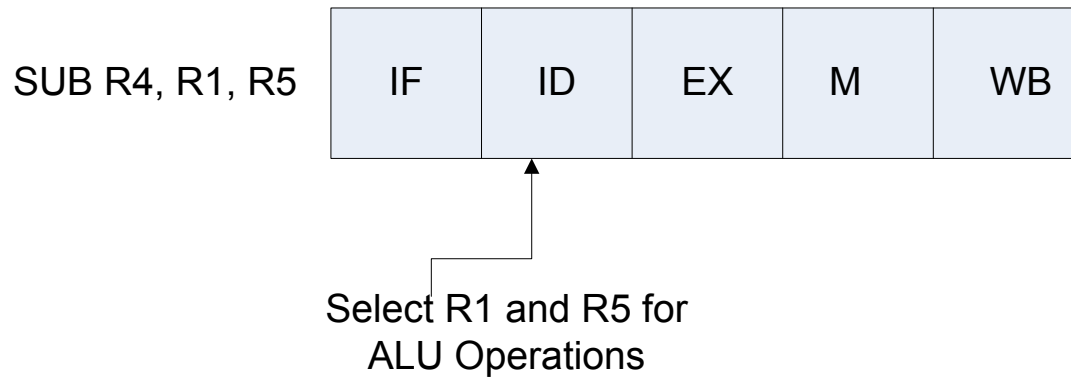 SUB R4, R1, R5 IF ID EX M WB
Select R1 and R5 for
ALU Operations